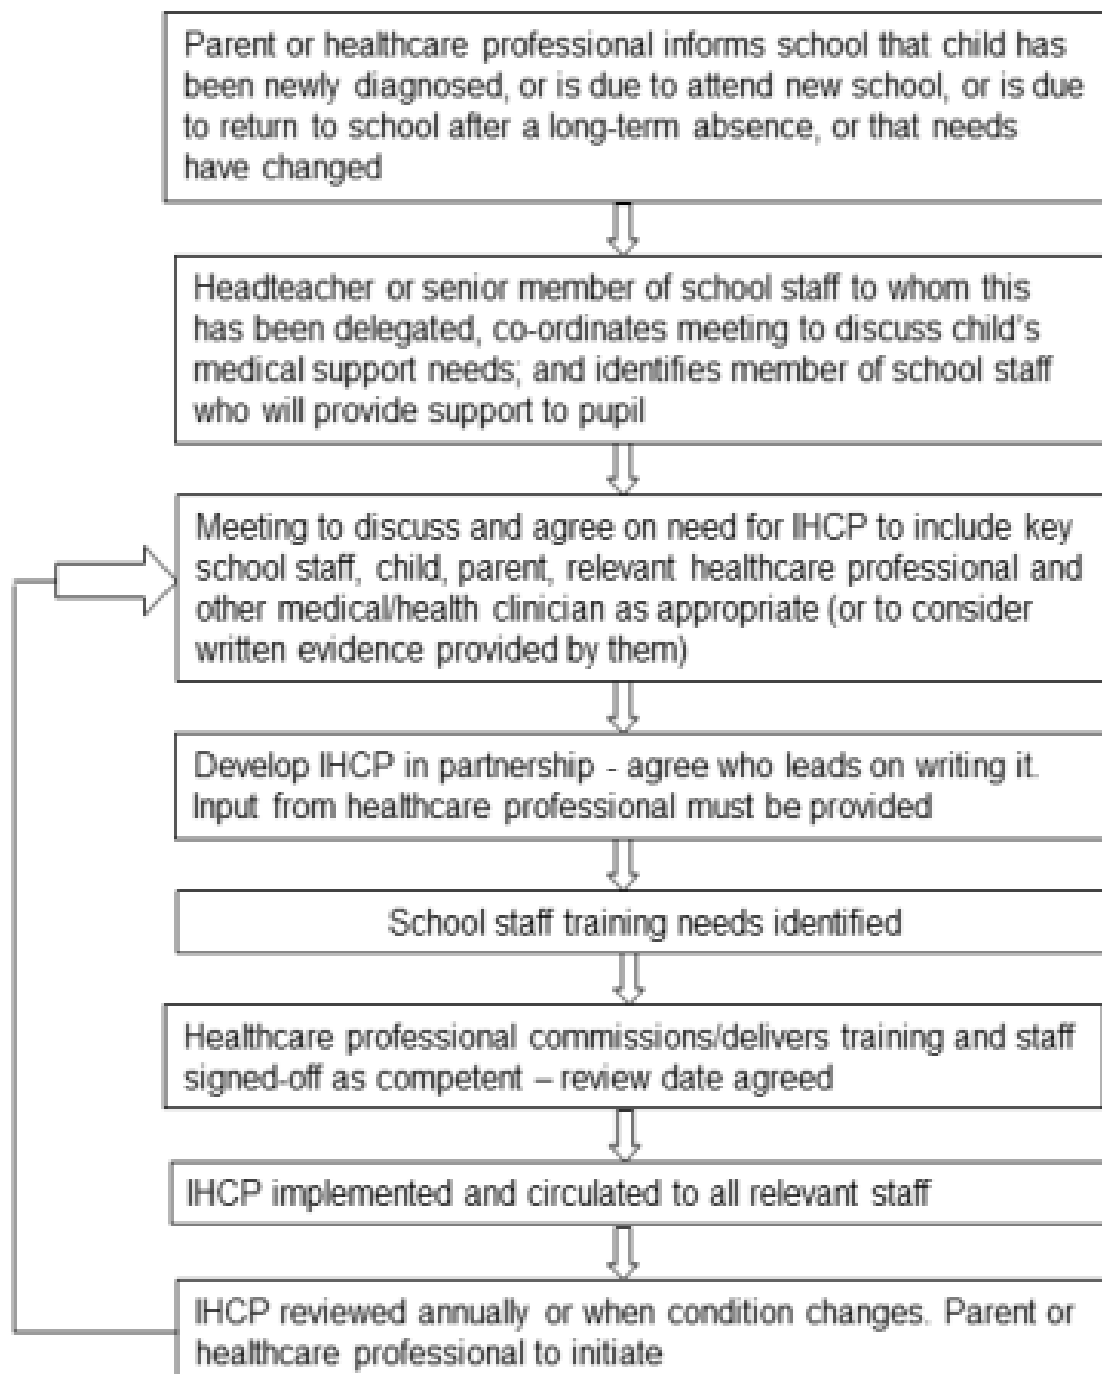 Parent or healthcare professional informs school that child has
been newly diagnosed, or is due to attend new school, or is due
to return to school after a long-term absence, or that needs
have changed
Headteacher or senior member of school staff to whom this
has been delegated, co-ordinates meeting to discuss child's
medical support needs; and identifies member of school staff
who will provide support to pupil
Meeting to discuss and agree on need for IHCP to include key
school staff, child, parent, relevant healthcare professional and
other medical/health clinician as appropriate (or to consider
written evidence provided by them)
Develop IHCP in partnership - agree who leads on writing it.
Input from healthcare professional must be provided
School staff training needs identified
Healthcare professional commissions/delivers training and staff
signed-off as competent – review date agreed
IHCP implemented and circulated to all relevant staff
IHCP reviewed annually or when condition changes. Parent or
healthcare professional to initiate